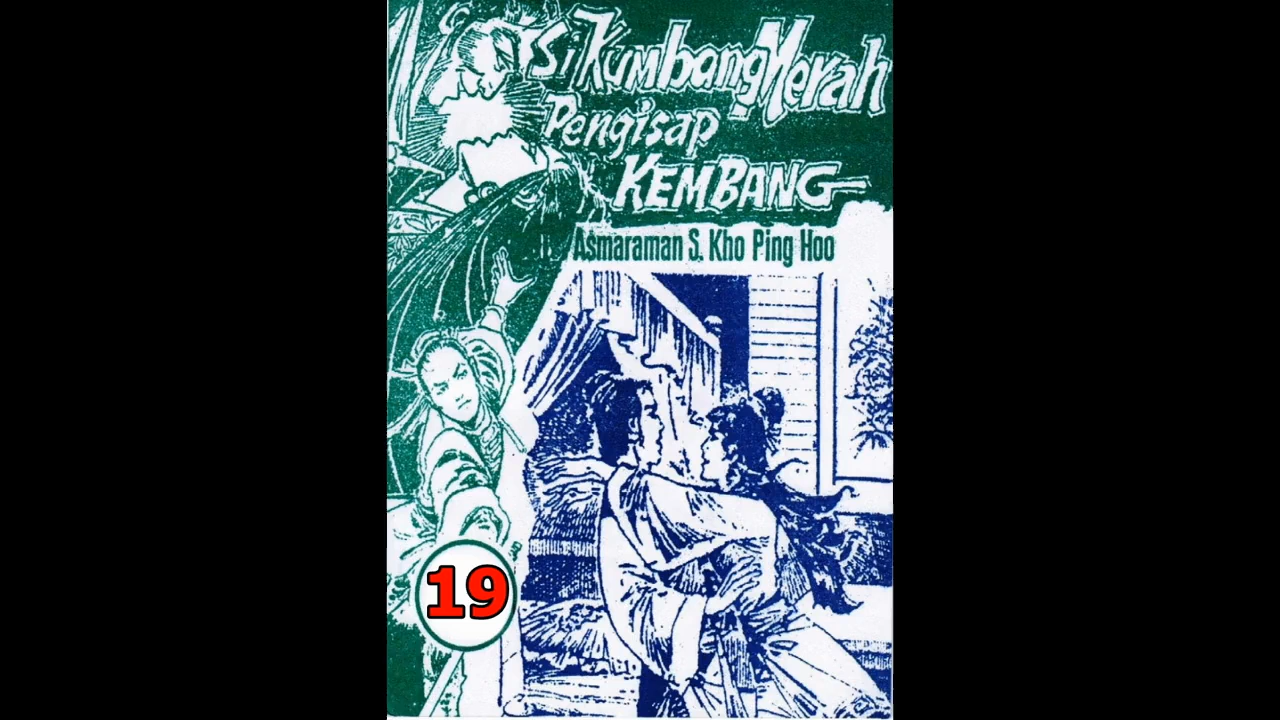 Si Kumbang Merah
Pengisap
KEMBANG
Asmaraman S. Kho Ping Hoo
19